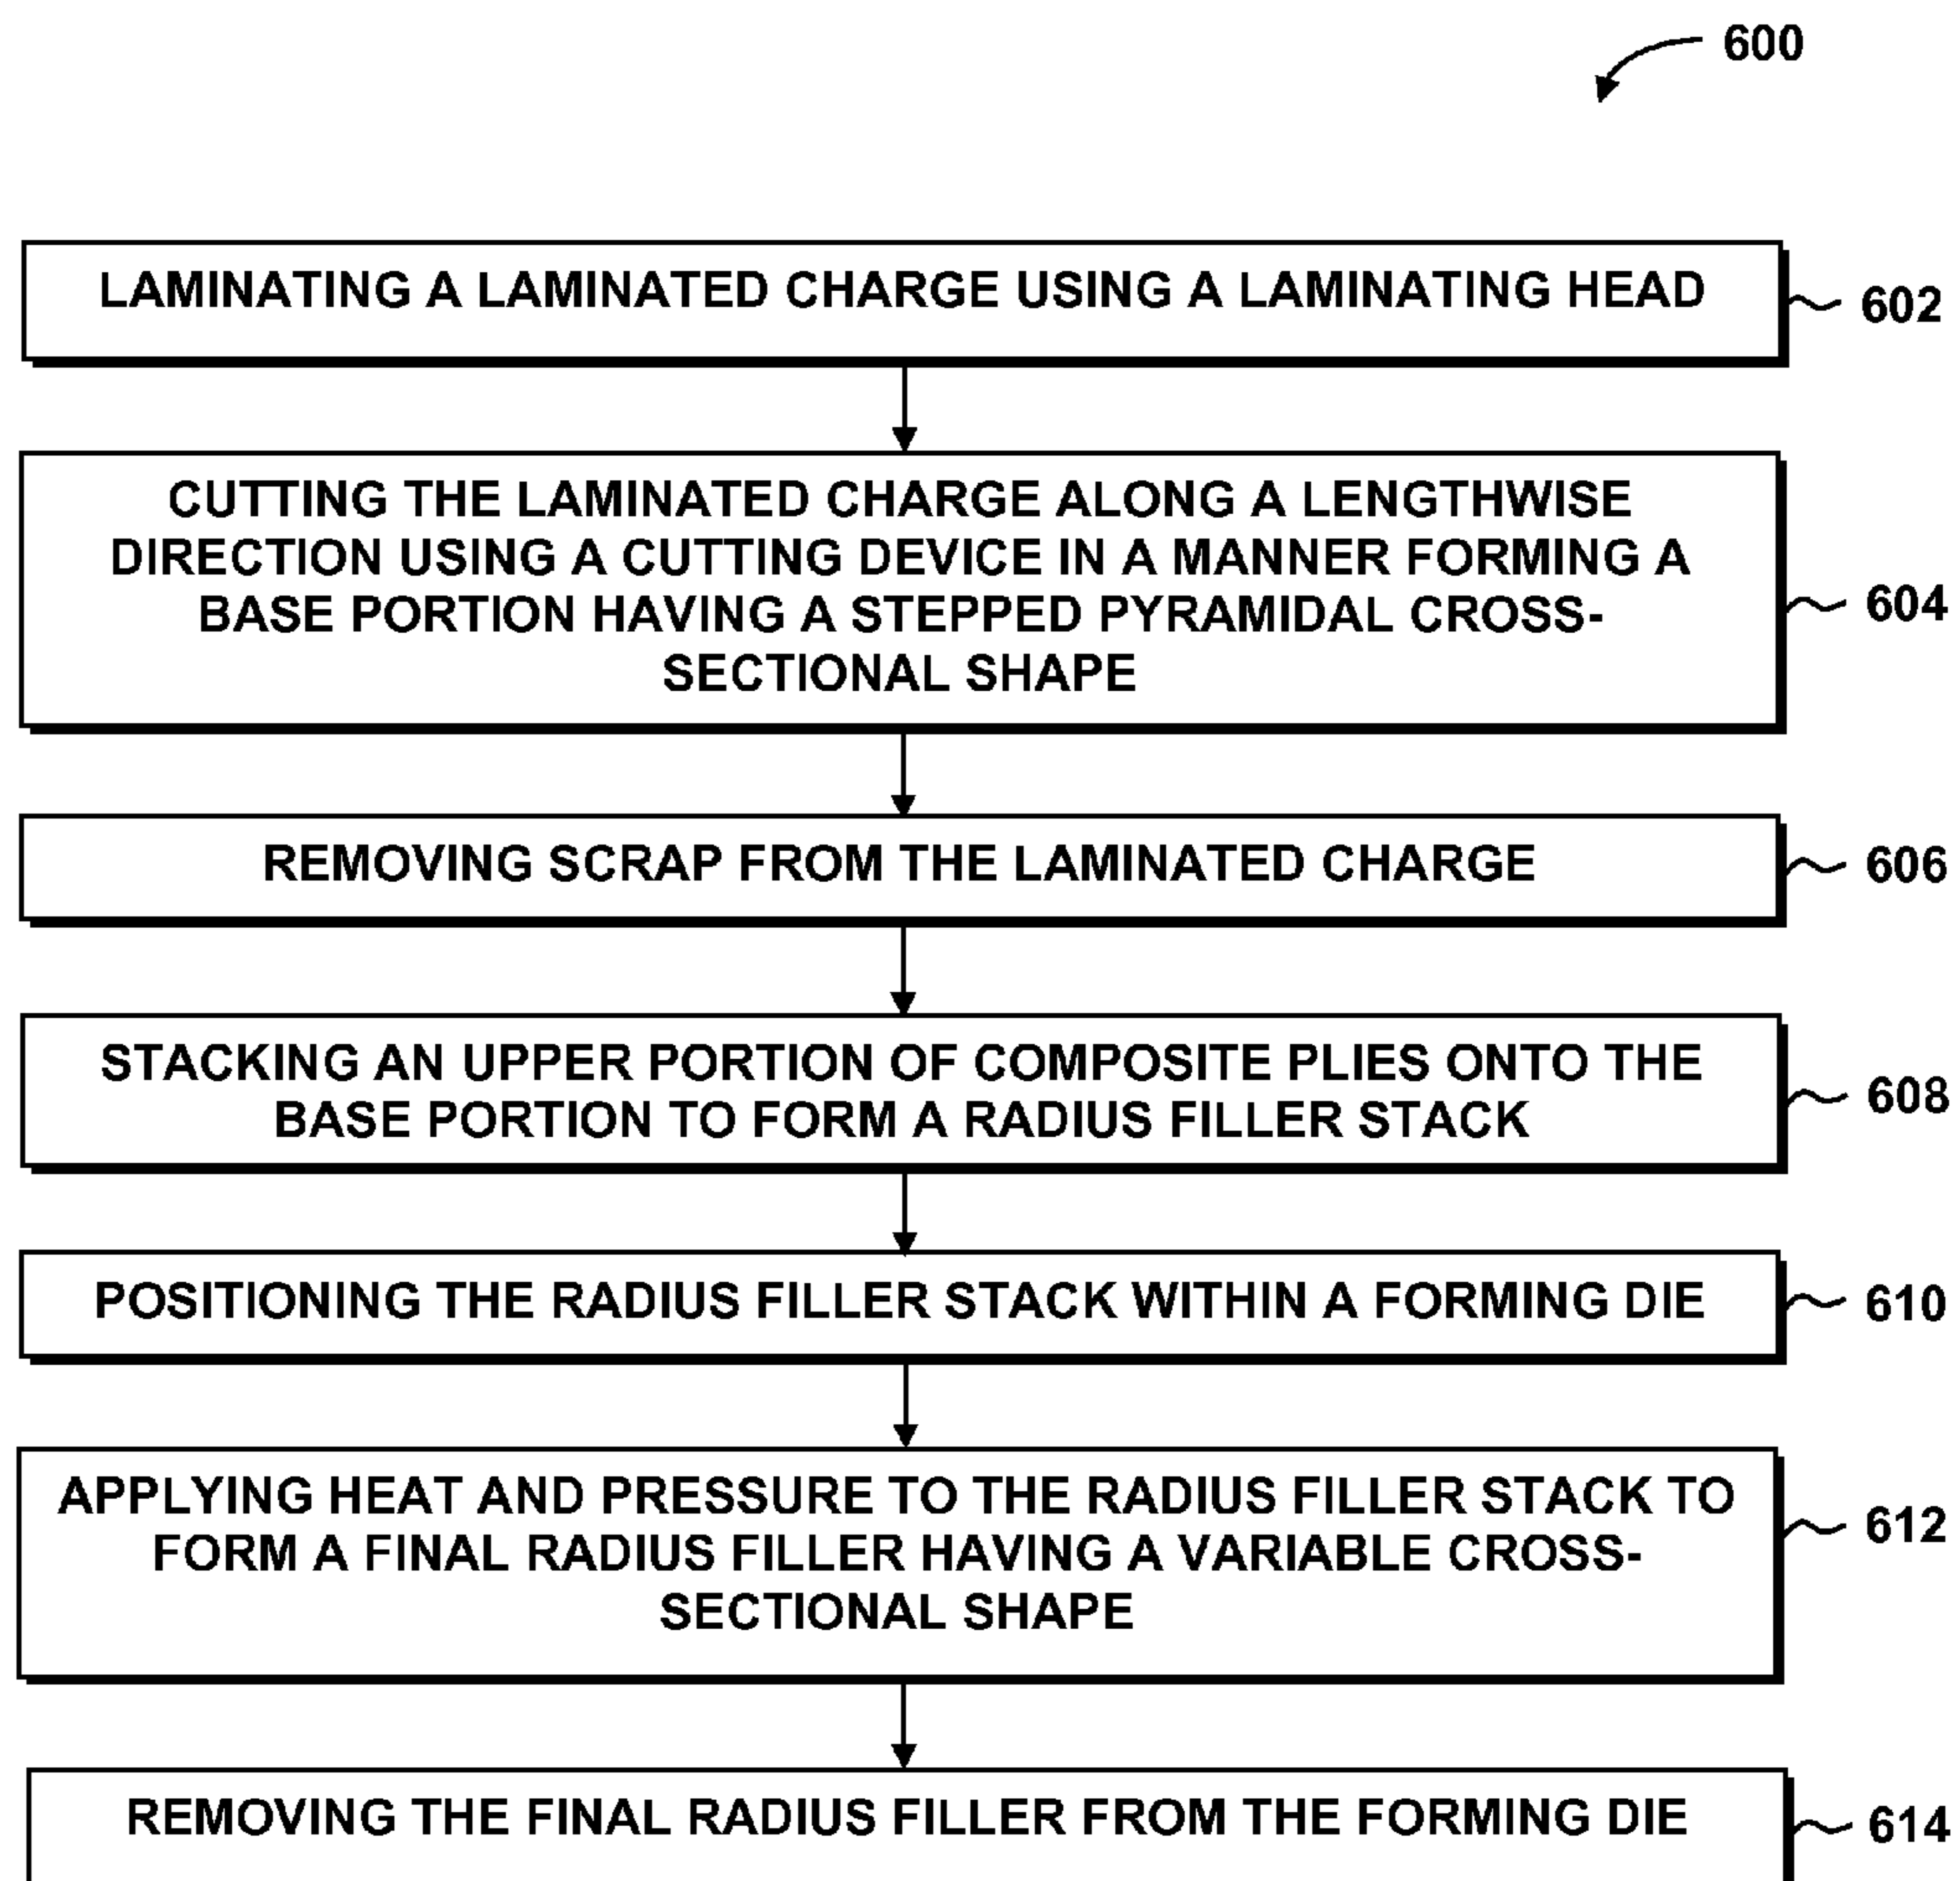 600
LAMINATING A LAMINATED CHARGE USING A LAMINATING HEAD
602
CUTTING THE LAMINATED CHARGE ALONG A LENGTHWISE
DIRECTION USING A CUTTING DEVICE IN A MANNER FORMING A
BASE PORTION HAVING A STEPPED PYRAMIDAL CROSS-
SECTIONAL SHAPE
604
REMOVING SCRAP FROM THE LAMINATED CHARGE
606
STACKING AN UPPER PORTION OF COMPOSITE PLIES ONTO THE
BASE PORTION TO FORM A RADIUS FILLER STACK
608
POSITIONING THE RADIUS FILLER STACK WITHIN A FORMING DIE
610
APPLYING HEAT AND PRESSURE TO THE RADIUS FILLER STACK TO
FORM A FINAL RADIUS FILLER HAVING A VARIABLE CROSS-
SECTIONAL SHAPE
612
REMOVING THE FINAL RADIUS FILLER FROM THE FORMING DIE
614